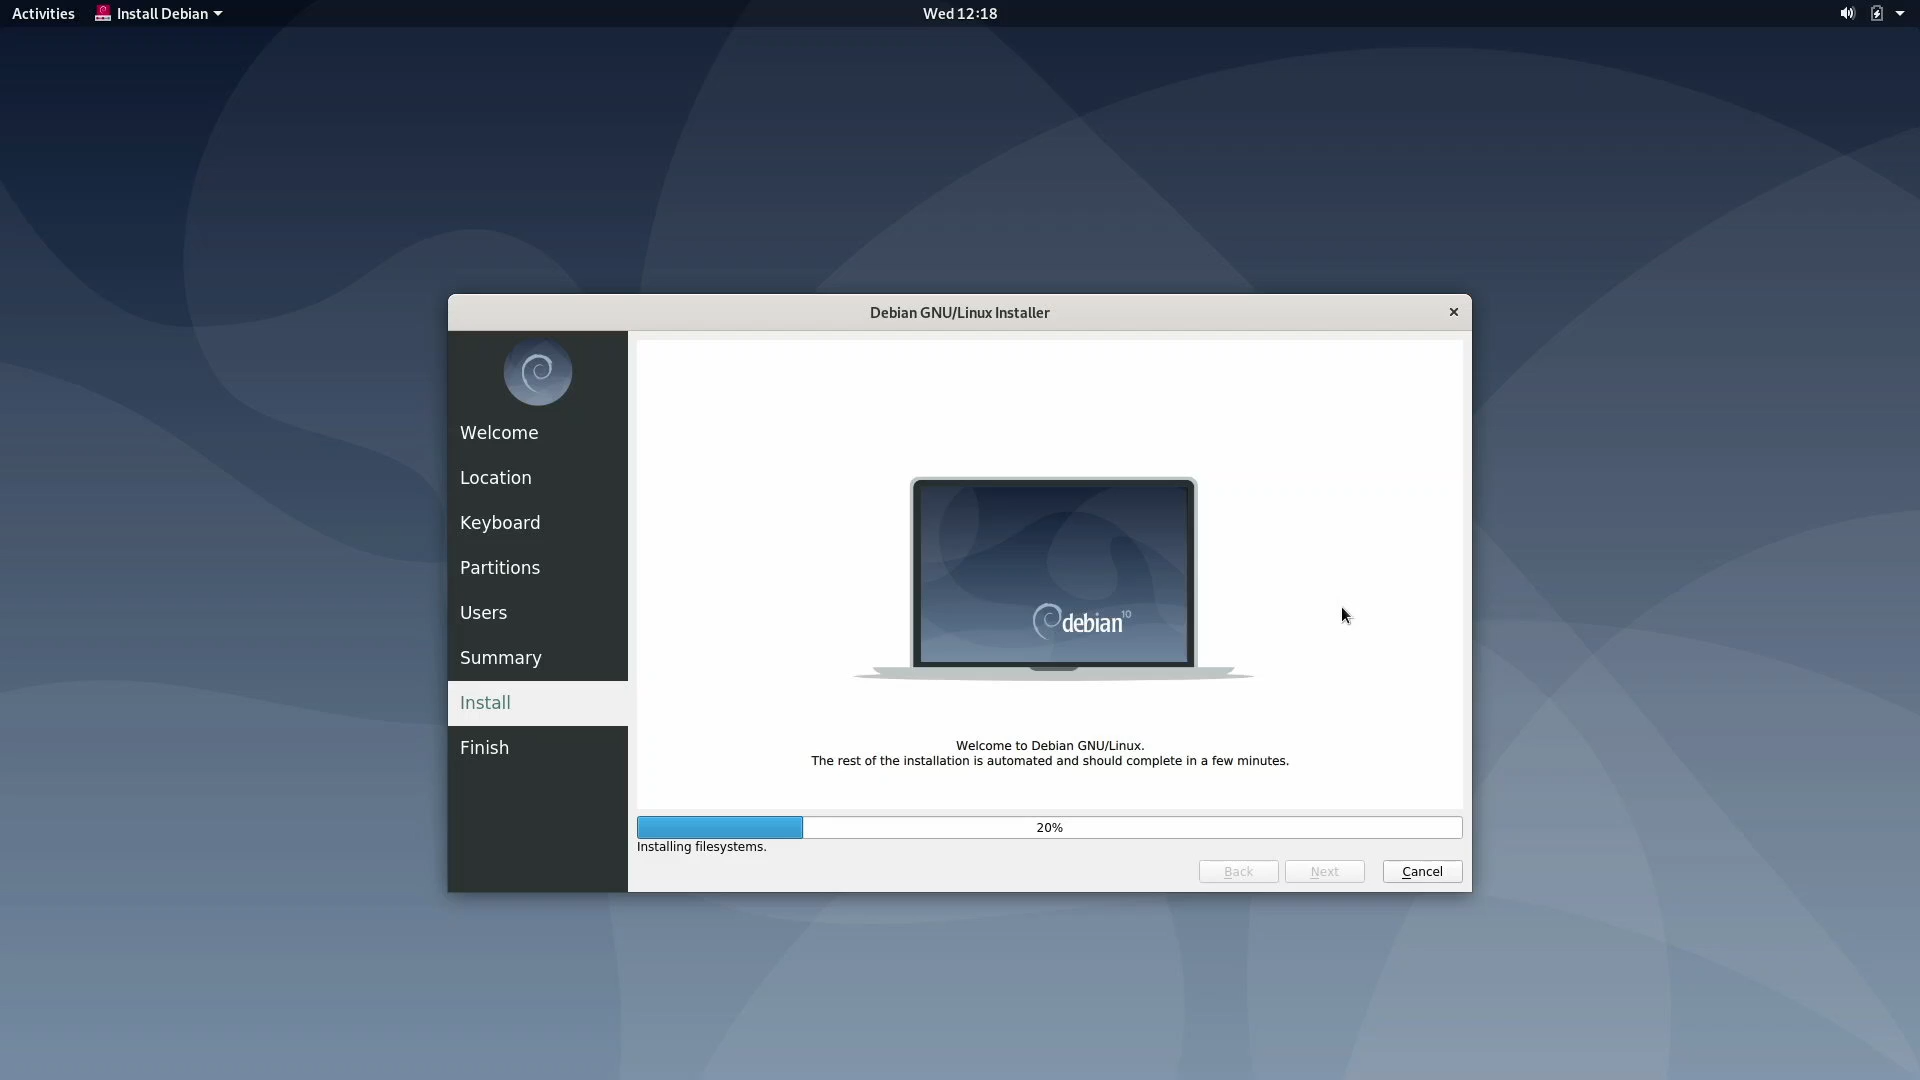 Activities
Install Debian
Wed 12:18
Debian GNU/Linux Installer
Welcome
Location
Keyboard
Partitions
Users
Summary
Install
Finish
debian 10
Welcome to Debian GNU/Linux.
The rest of the installation is automated and should complete in a few minutes.
20%
Installing filesystems.
Back
Next
Cancel